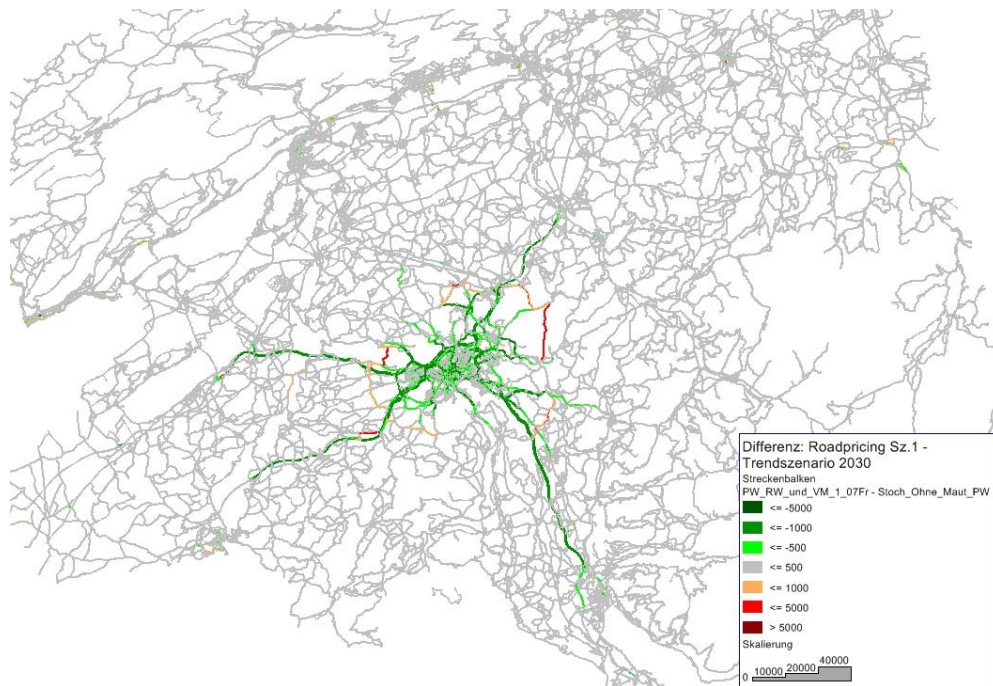 Differenz: Roadpricing Sz.1 -
Trendszenario 2030
Streckenbalken
PW_RW_und_VM_1_07Fr - Stoch_Ohne_Maut_PW
<= -5000
<= -1000
<= -500
<= 500
<= 1000
<= 5000
> 5000
Skalierung
0 10000 20000 40000